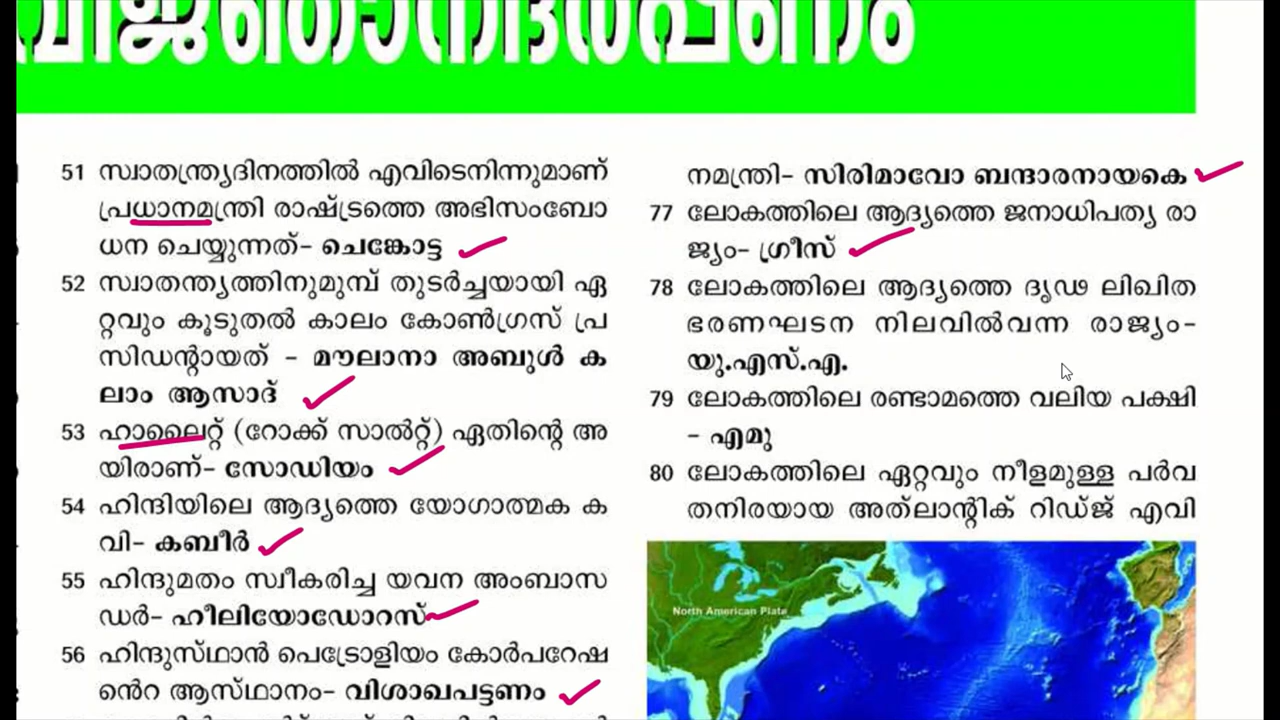 വിജ്ഞാനദർപ്പണം
51 സ്വാതന്ത്ര്യദിനത്തിൽ എവിടെനിന്നുമാണ്
പ്രധാനമന്ത്രി രാഷ്ട്രത്തെ അഭിസംബോ
ധന ചെയ്യുന്നത്- ചെങ്കോട്ട
52 സ്വാതന്ത്യത്തിനുമുമ്പ് തുടർച്ചയായി ഏ
റ്റവും കൂടുതൽ കാലം കോൺഗ്രസ് പ്ര
സിഡന്റായത് - മൗലാനാ അബുൾ ക
ലാം ആസാദ്
53 ഹാലൈറ്റ് (റോക്ക് സാൽറ്റ്) ഏതിന്റെ അ
യിരാണ്- സോഡിയം
54 ഹിന്ദിയിലെ ആദ്യത്തെ യോഗാത്മക ക
വി- കബീർ
55 ഹിന്ദുമതം സ്വീകരിച്ച യവന അംബാസ
ഡർ- ഹീലിയോഡോറസ്
56 ഹിന്ദുസ്ഥാൻ പെട്രോളിയം കോർപറേഷ
ന്റെ ആസ്ഥാനം- വിശാഖപട്ടണം
നമന്ത്രി- സിരിമാവോ ബന്ദാരനായകെ
77 ലോകത്തിലെ ആദ്യത്തെ ജനാധിപത്യ രാ
ജ്യം- ഗ്രീസ്
78 ലോകത്തിലെ ആദ്യത്തെ ദൃഢ ലിഖിത
ഭരണഘടന നിലവിൽവന്ന രാജ്യം-
യു.എസ്.എ.
79 ലോകത്തിലെ രണ്ടാമത്തെ വലിയ പക്ഷി
- എമു
80 ലോകത്തിലെ ഏറ്റവും നീളമുള്ള പർവ
തനിരയായ അത്‌ലാന്റിക് റിഡ്ജ് എവി
North American Plate